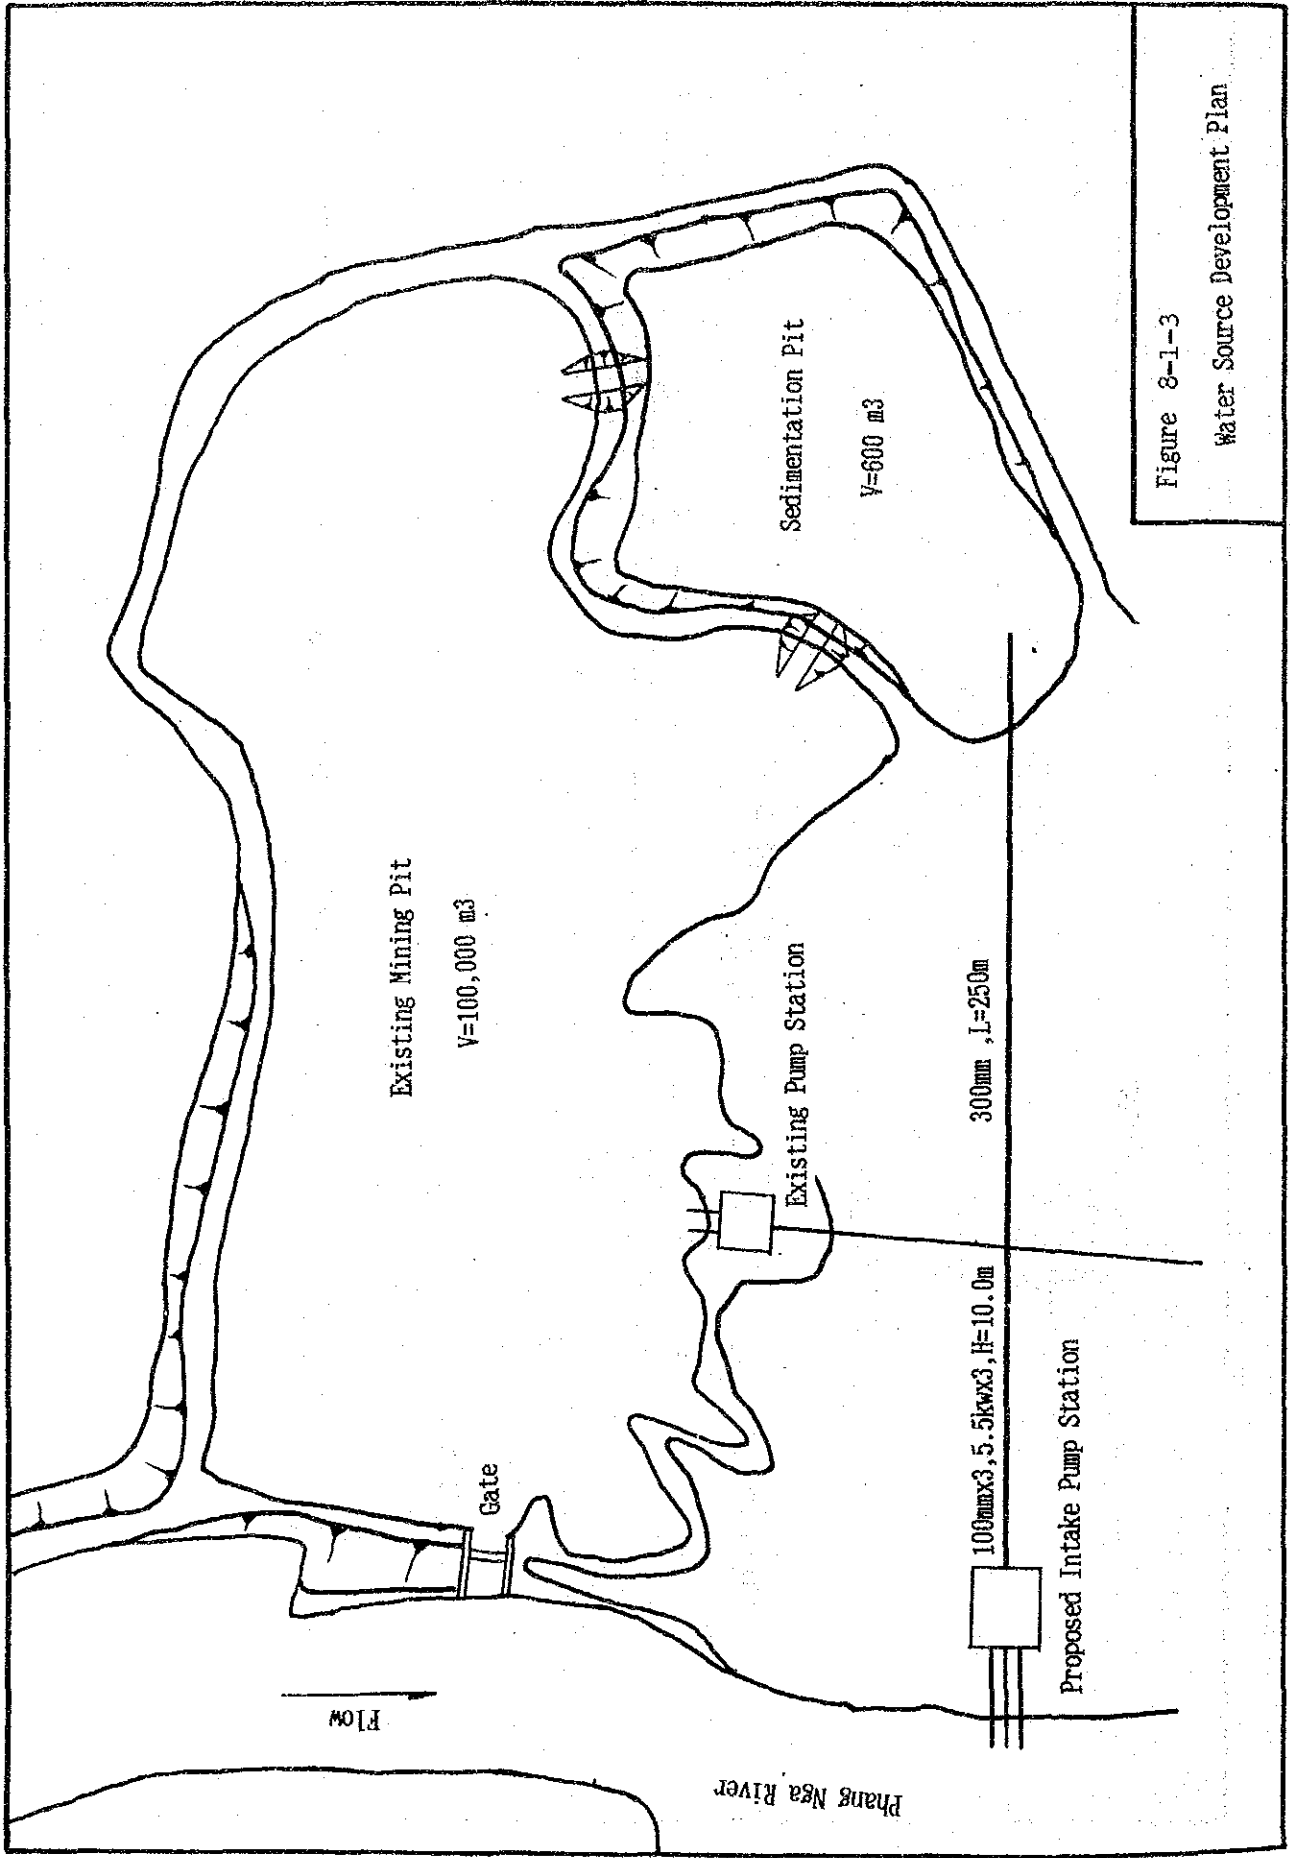 Existing Mining Pit
V=100,000 m3
Sedimentation Pit
V=600 m3
Gate
Existing Pump Station
Flow
Phang Nga River
100mmx3,5.5kwx3,H=10.0m
300mm ,L=250m
Proposed Intake Pump Station
Figure 8-1-3
Water Source Development Plan